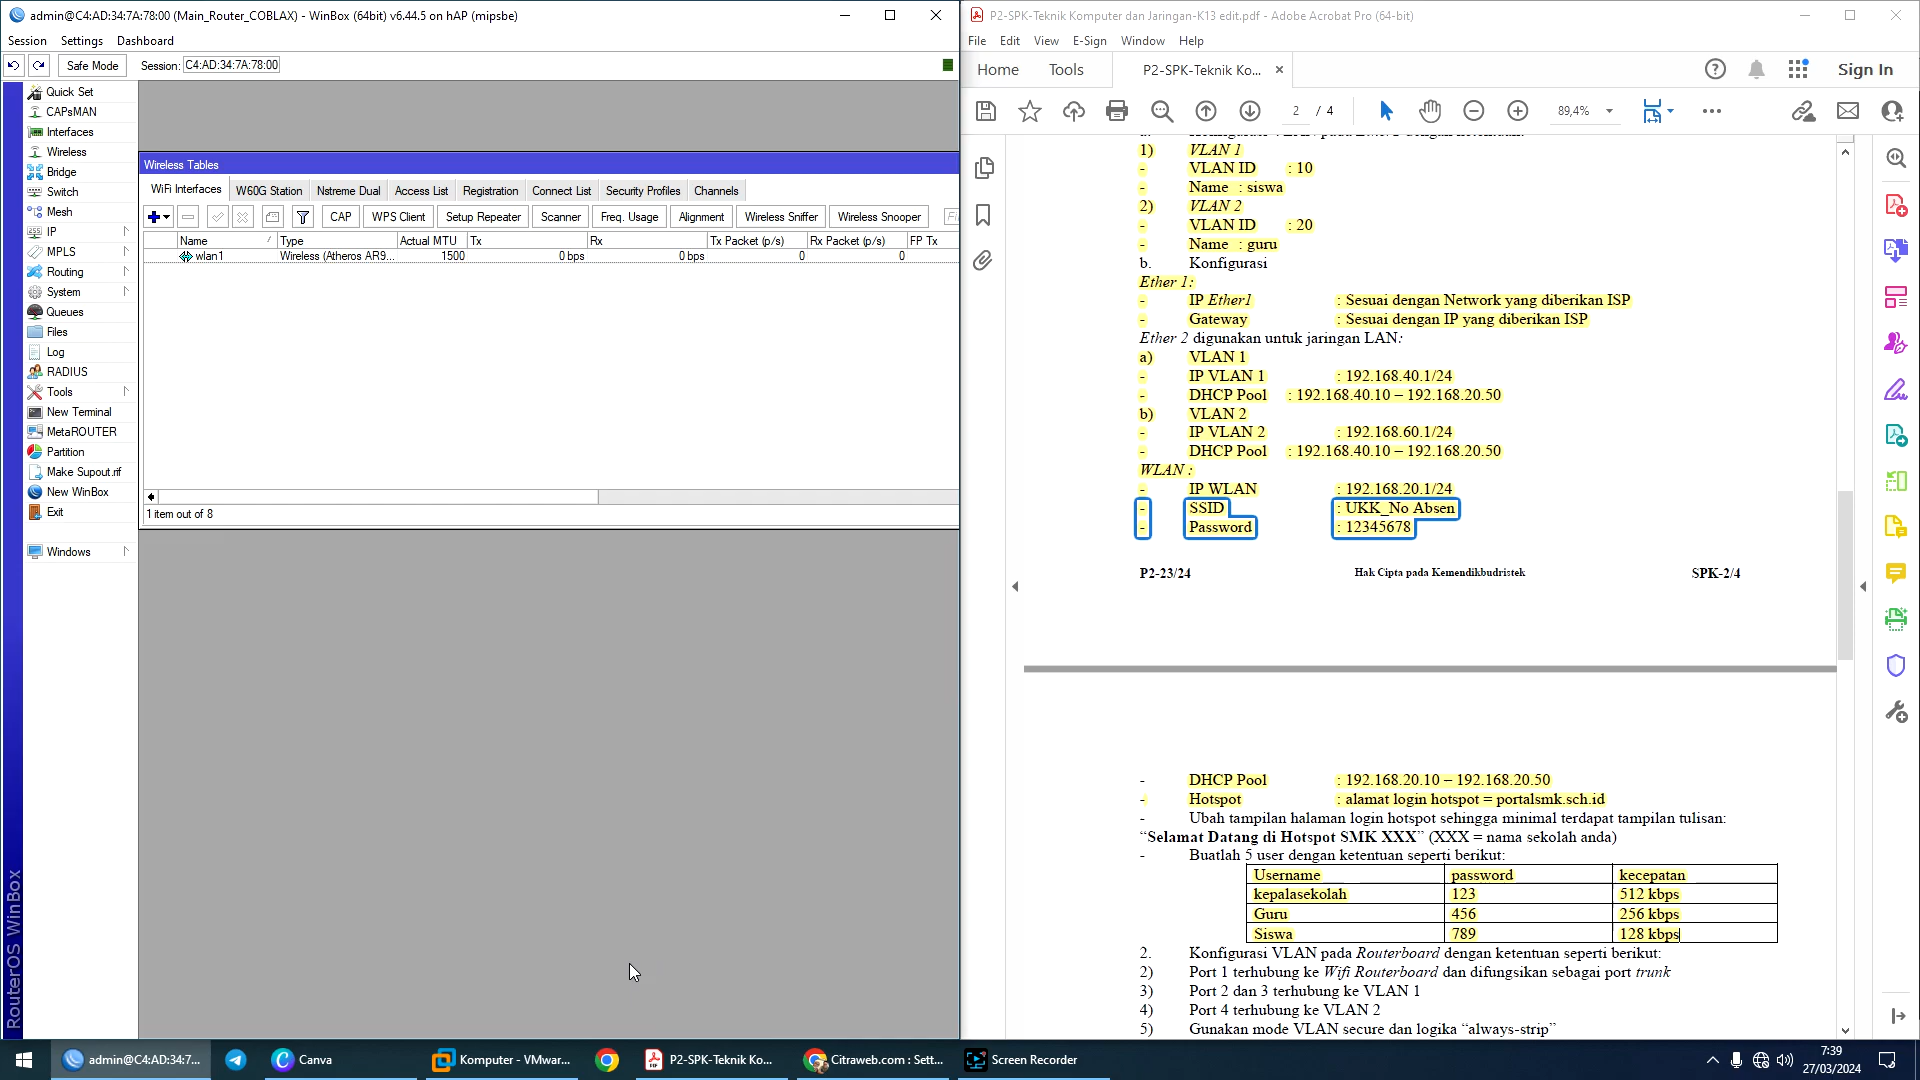 admin@C4:AD:34:7A:78:00 (Main_Router_COBLAX) - WinBox (64bit) v6.44.5 on hAP (mipsbe)
Session Settings Dashboard
Safe Mode Session: C4:AD:34:7A:78:00
Quick Set
CAPsMAN
Interfaces
Wireless
Bridge
Switch
Mesh
IP
MPLS
Routing
System
Queues
Files
Log
RADIUS
Tools
New Terminal
MetaROUTER
Partition
Make Supout.rif
New WinBox
Exit
Windows
RouterOS WinBox
Wireless Tables
WiFi Interfaces W60G Station Nstreme Dual Access List Registration Connect List Security Profiles Channels
CAP WPS Client Setup Repeater Scanner Freq. Usage Alignment Wireless Sniffer Wireless Snooper
Name / Type Actual MTU Tx Rx Tx Packet (p/s) Rx Packet (p/s) FP Tx
wlan1 Wireless (Atheros AR9... 1500 0 bps 0 bps 0 0
1 item out of 8
P2-SPK-Teknik Komputer dan Jaringan-K13 edit.pdf - Adobe Acrobat Pro (64-bit)
File Edit View E-Sign Window Help
Home Tools P2-SPK-Teknik Ko... Sign In
2 / 4 89,4%
1) VLAN 1
- VLAN ID : 10
- Name : siswa
2) VLAN 2
- VLAN ID : 20
- Name : guru
b. Konfigurasi
Ether 1:
- IP Ether1 : Sesuai dengan Network yang diberikan ISP
- Gateway : Sesuai dengan IP yang diberikan ISP
Ether 2 digunakan untuk jaringan LAN:
a) VLAN 1
- IP VLAN 1 : 192.168.40.1/24
- DHCP Pool : 192.168.40.10 – 192.168.20.50
b) VLAN 2
- IP VLAN 2 : 192.168.60.1/24
- DHCP Pool : 192.168.40.10 – 192.168.20.50
WLAN :
- IP WLAN : 192.168.20.1/24
- SSID : UKK_No Absen
- Password : 12345678
P2-23/24 Hak Cipta pada Kemendikbudristek SPK-2/4
- DHCP Pool : 192.168.20.10 – 192.168.20.50
- Hotspot : alamat login hotspot = portalsmk.sch.id
- Ubah tampilan halaman login hotspot sehingga minimal terdapat tampilan tulisan:
“Selamat Datang di Hotspot SMK XXX” (XXX = nama sekolah anda)
- Buatlah 5 user dengan ketentuan seperti berikut:
Username password kecepatan
kepalasekolah 123 512 kbps
Guru 456 256 kbps
Siswa 789 128 kbps
2. Konfigurasi VLAN pada Routerboard dengan ketentuan seperti berikut:
2) Port 1 terhubung ke Wifi Routerboard dan difungsikan sebagai port trunk
3) Port 2 dan 3 terhubung ke VLAN 1
4) Port 4 terhubung ke VLAN 2
5) Gunakan mode VLAN secure dan logika “always-strip”
admin@C4:AD:34:7... Canva Komputer - VMwar... P2-SPK-Teknik Ko... Citraweb.com : Sett... Screen Recorder
7:39
27/03/2024